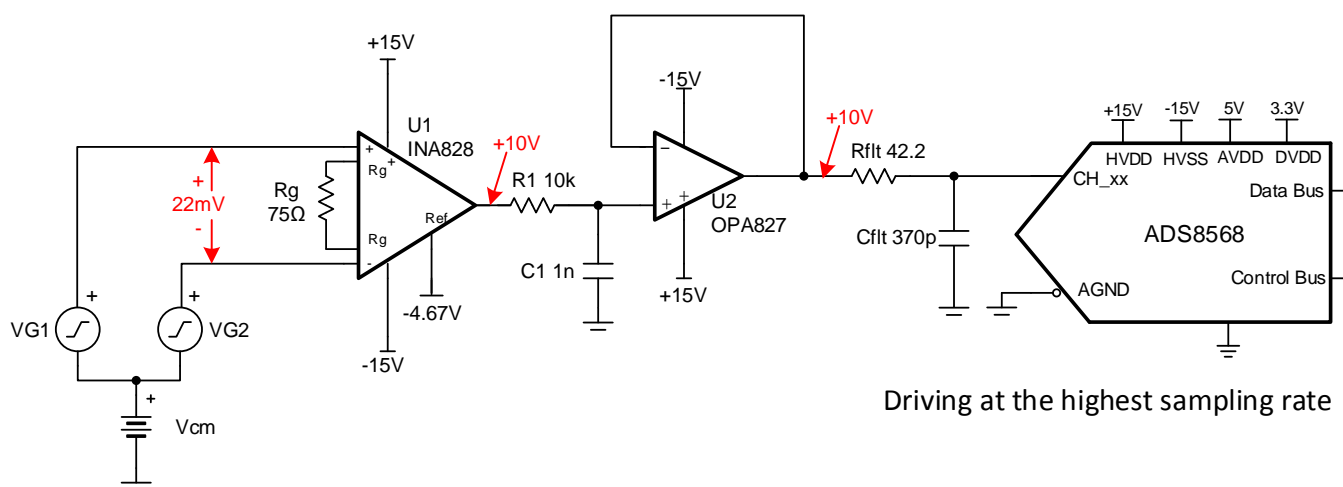 +15V
U1
INA828
+
Rg
+
Rg
75Ω
Rg
-
Ref
+
22mV
-
+10V
R1 10k
C1 1n
-4.67V
-15V
+
VG1
+
VG2
+
Vcm
-15V
−
+
+
U2
OPA827
+15V
+10V
Rflt 42.2
Cflt 370p
+15V
-15V
5V
3.3V
HVDD
HVSS
AVDD
DVDD
CH_xx
Data Bus
ADS8568
Control Bus
AGND
Driving at the highest sampling rate